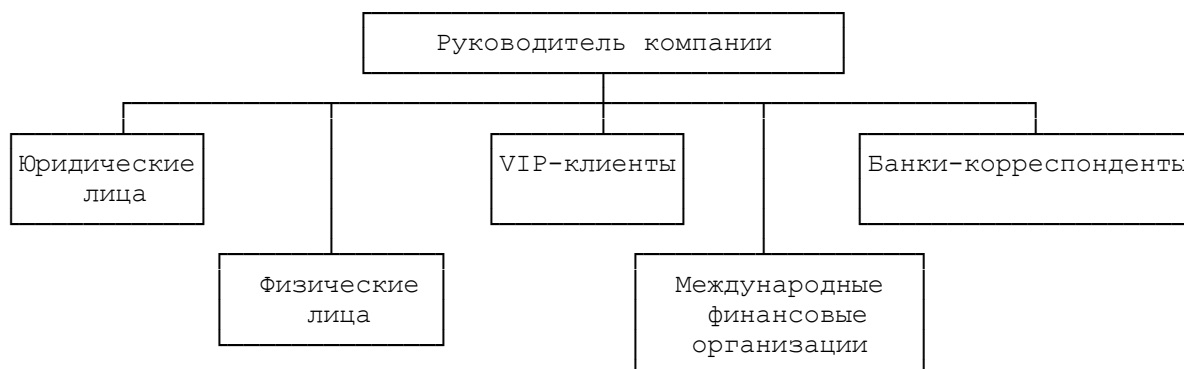 Руководитель компании
Юридические
лица
VIP-клиенты
Банки-корреспонденты
Физические
лица
Международные
финансовые
организации